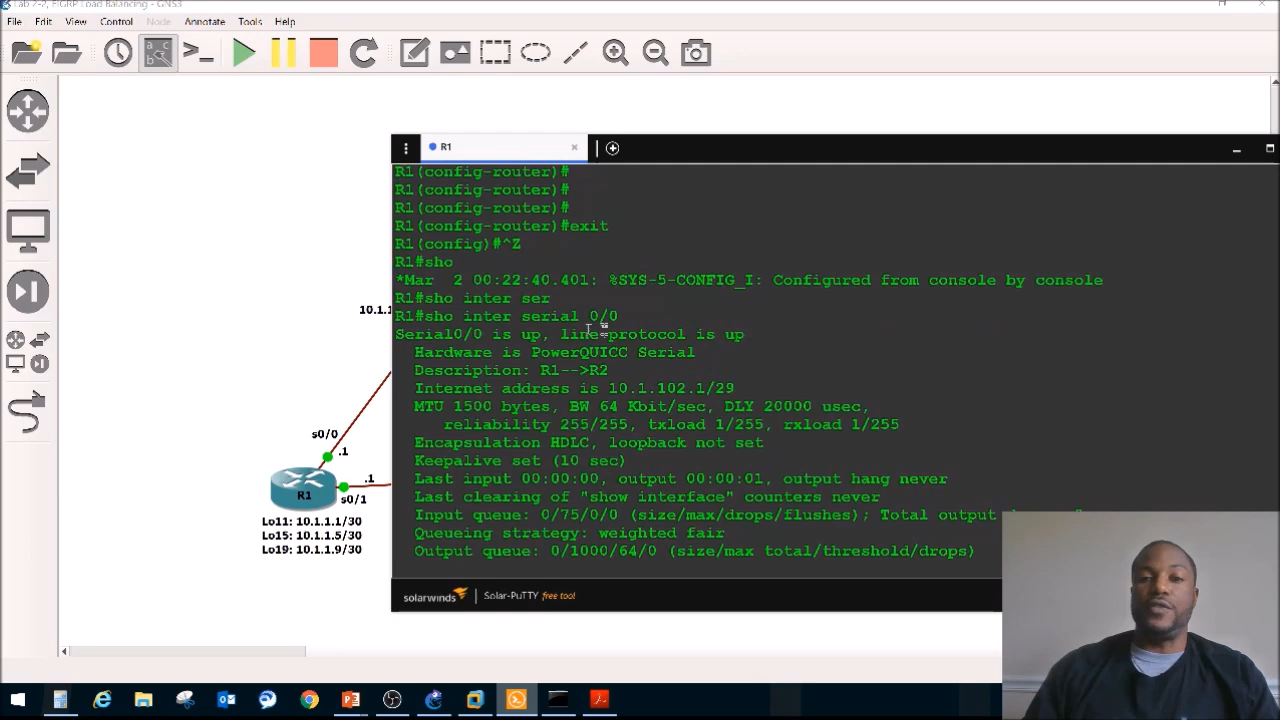 Lab 2-2, EIGRP Load Balancing - GNS3
File Edit View Control Node Annotate Tools Help
R1
R1(config-router)#
R1(config-router)#
R1(config-router)#
R1(config-router)#exit
R1(config)#^Z
R1#sho
*Mar  2 00:22:40.401: %SYS-5-CONFIG_I: Configured from console by console
R1#sho inter ser
R1#sho inter serial 0/0
Serial0/0 is up, line protocol is up
Hardware is PowerQUICC Serial
Description: R1-->R2
Internet address is 10.1.102.1/29
MTU 1500 bytes, BW 64 Kbit/sec, DLY 20000 usec,
reliability 255/255, txload 1/255, rxload 1/255
Encapsulation HDLC, loopback not set
Keepalive set (10 sec)
Last input 00:00:00, output 00:00:01, output hang never
Last clearing of "show interface" counters never
Input queue: 0/75/0/0 (size/max/drops/flushes); Total output
Queueing strategy: weighted fair
Output queue: 0/1000/64/0 (size/max total/threshold/drops)
solarwinds Solar-PuTTY free tool
10.1.1
s0/0
.1
.1
R1
s0/1
Lo11: 10.1.1.1/30
Lo15: 10.1.1.5/30
Lo19: 10.1.1.9/30